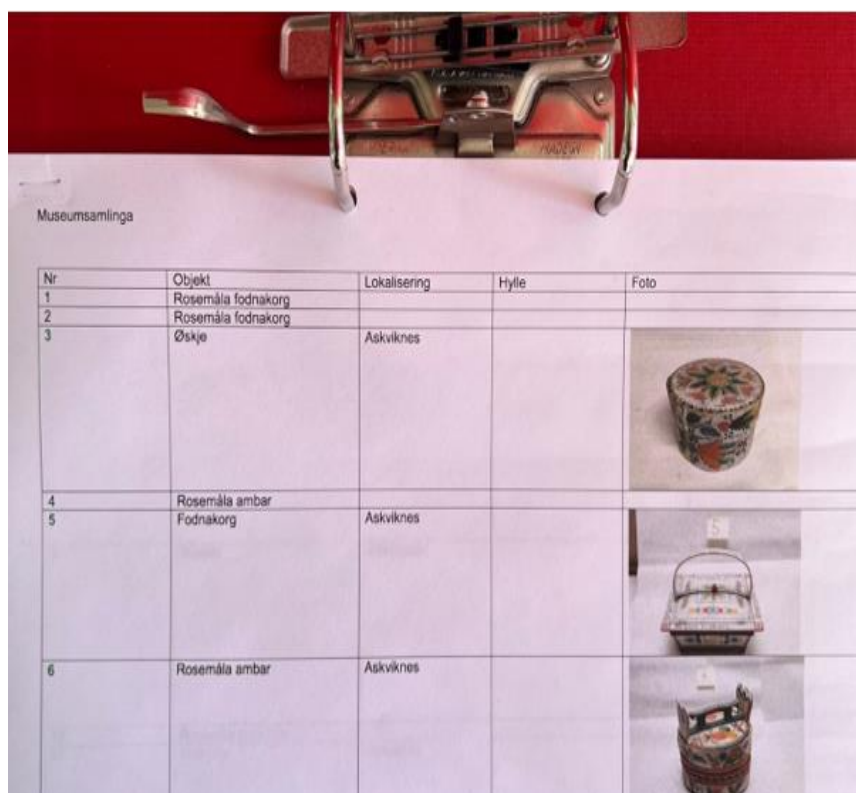 Museumsamlinga
Nr Objekt Lokalisering Hylle Foto
1 Rosemåla fodnakorg
2 Rosemåla fodnakorg
3 Øskje Askviknes
4 Rosemåla ambar
5 Fodnakorg Askviknes
5
6 Rosemåla ambar Askviknes